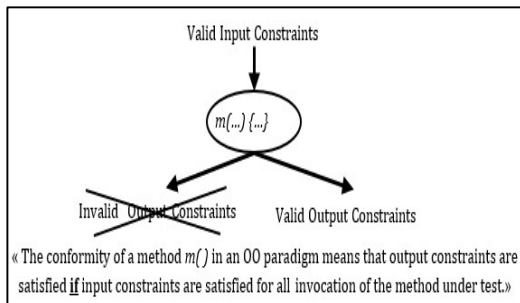 Valid Input Constraints
m(...) {...}
Invalid Output Constraints
Valid Output Constraints
« The conformity of a method m( ) in an OO paradigm means that output constraints are
satisfied if input constraints are satisfied for all invocation of the method under test.»